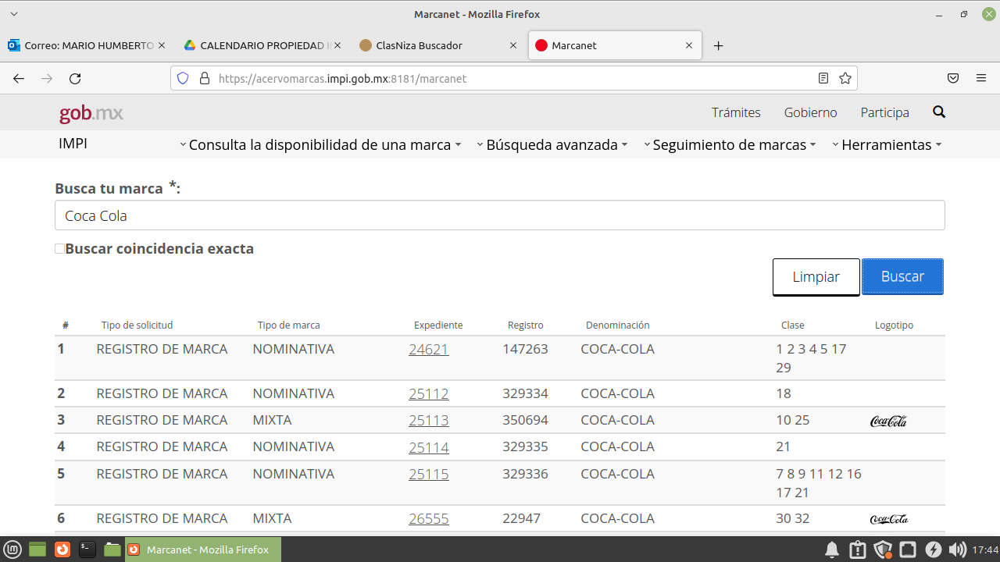 Marcanet - Mozilla Firefox
Correo: MARIO HUMBERTO
CALENDARIO PROPIEDAD I
ClasNiza Buscador
Marcanet
https://acervomarcas.impi.gob.mx:8181/marcanet
gob.mx Trámites Gobierno Participa
IMPI Consulta la disponibilidad de una marca Búsqueda avanzada Seguimiento de marcas Herramientas
Busca tu marca *:
Coca Cola
Buscar coincidencia exacta
Limpiar Buscar
# Tipo de solicitud Tipo de marca Expediente Registro Denominación Clase Logotipo
1 REGISTRO DE MARCA NOMINATIVA 24621 147263 COCA-COLA 1 2 3 4 5 17
29
2 REGISTRO DE MARCA NOMINATIVA 25112 329334 COCA-COLA 18
3 REGISTRO DE MARCA MIXTA 25113 350694 COCA-COLA 10 25 Coca-Cola
4 REGISTRO DE MARCA NOMINATIVA 25114 329335 COCA-COLA 21
5 REGISTRO DE MARCA NOMINATIVA 25115 329336 COCA-COLA 7 8 9 11 12 16
17 21
6 REGISTRO DE MARCA MIXTA 26555 22947 COCA-COLA 30 32 Coca-Cola
Marcanet - Mozilla Firefox 17:44